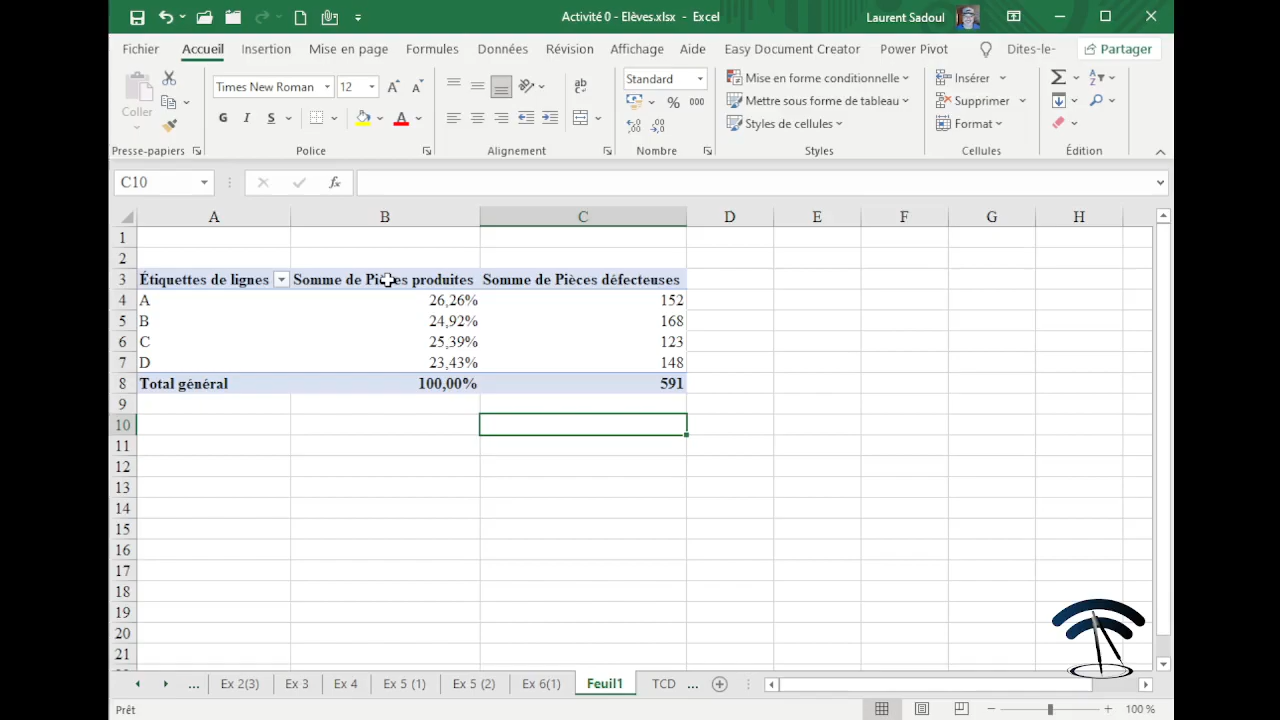 Activité 0 - Elèves.xlsx - Excel
Laurent Sadoul
Fichier Accueil Insertion Mise en page Formules Données Révision Affichage Aide Easy Document Creator Power Pivot Dites-le- Partager
Coller
Times New Roman 12
G I S
Standard
% 000
Mise en forme conditionnelle
Mettre sous forme de tableau
Styles de cellules
Insérer
Supprimer
Format
Presse-papiers Police Alignement Nombre Styles Cellules Édition
C10 fx
A B C D E F G H
1
2
3 Étiquettes de lignes Somme de Pièces produites Somme de Pièces défecteuses
4 A 26,26% 152
5 B 24,92% 168
6 C 25,39% 123
7 D 23,43% 148
8 Total général 100,00% 591
9
10
11
12
13
14
15
16
17
18
19
20
21
... Ex 2(3) Ex 3 Ex 4 Ex 5 (1) Ex 5 (2) Ex 6(1) Feuil1 TCD ...
Prêt 100 %